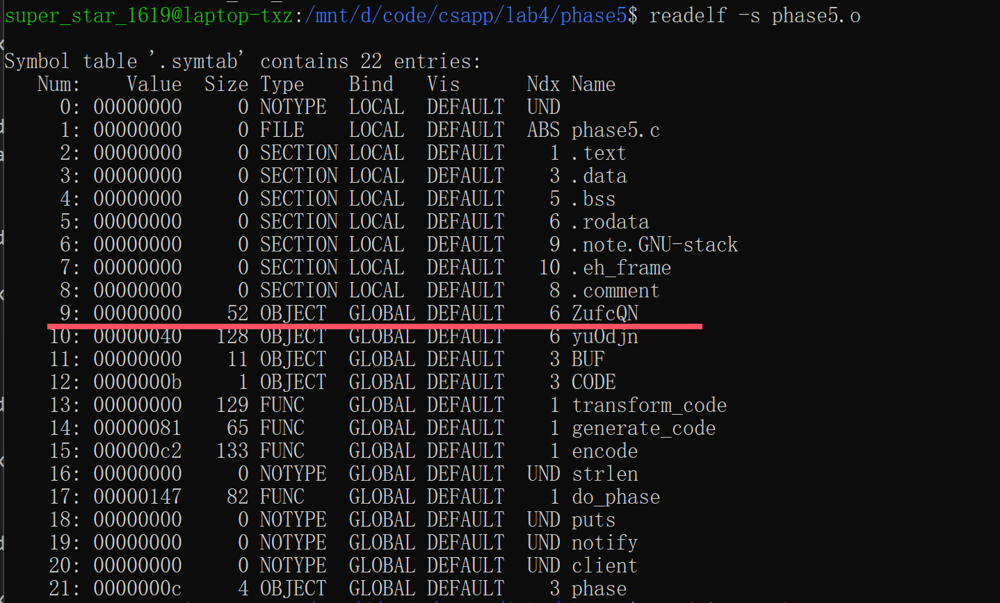 super_star_1619@laptop-txz:/mnt/d/code/csapp/lab4/phase5$ readelf -s phase5.o
Symbol table '.symtab' contains 22 entries:
Num: Value Size Type Bind Vis Ndx Name
0: 00000000 0 NOTYPE LOCAL DEFAULT UND
1: 00000000 0 FILE LOCAL DEFAULT ABS phase5.c
2: 00000000 0 SECTION LOCAL DEFAULT 1 .text
3: 00000000 0 SECTION LOCAL DEFAULT 3 .data
4: 00000000 0 SECTION LOCAL DEFAULT 5 .bss
5: 00000000 0 SECTION LOCAL DEFAULT 6 .rodata
6: 00000000 0 SECTION LOCAL DEFAULT 9 .note.GNU-stack
7: 00000000 0 SECTION LOCAL DEFAULT 10 .eh_frame
8: 00000000 0 SECTION LOCAL DEFAULT 8 .comment
9: 00000000 52 OBJECT GLOBAL DEFAULT 6 ZufcQN
10: 00000040 128 OBJECT GLOBAL DEFAULT 6 yuOdjn
11: 00000000 11 OBJECT GLOBAL DEFAULT 3 BUF
12: 0000000b 1 OBJECT GLOBAL DEFAULT 3 CODE
13: 00000000 129 FUNC GLOBAL DEFAULT 1 transform_code
14: 00000081 65 FUNC GLOBAL DEFAULT 1 generate_code
15: 000000c2 133 FUNC GLOBAL DEFAULT 1 encode
16: 00000000 0 NOTYPE GLOBAL DEFAULT UND strlen
17: 00000147 82 FUNC GLOBAL DEFAULT 1 do_phase
18: 00000000 0 NOTYPE GLOBAL DEFAULT UND puts
19: 00000000 0 NOTYPE GLOBAL DEFAULT UND notify
20: 00000000 0 NOTYPE GLOBAL DEFAULT UND client
21: 0000000c 4 OBJECT GLOBAL DEFAULT 3 phase